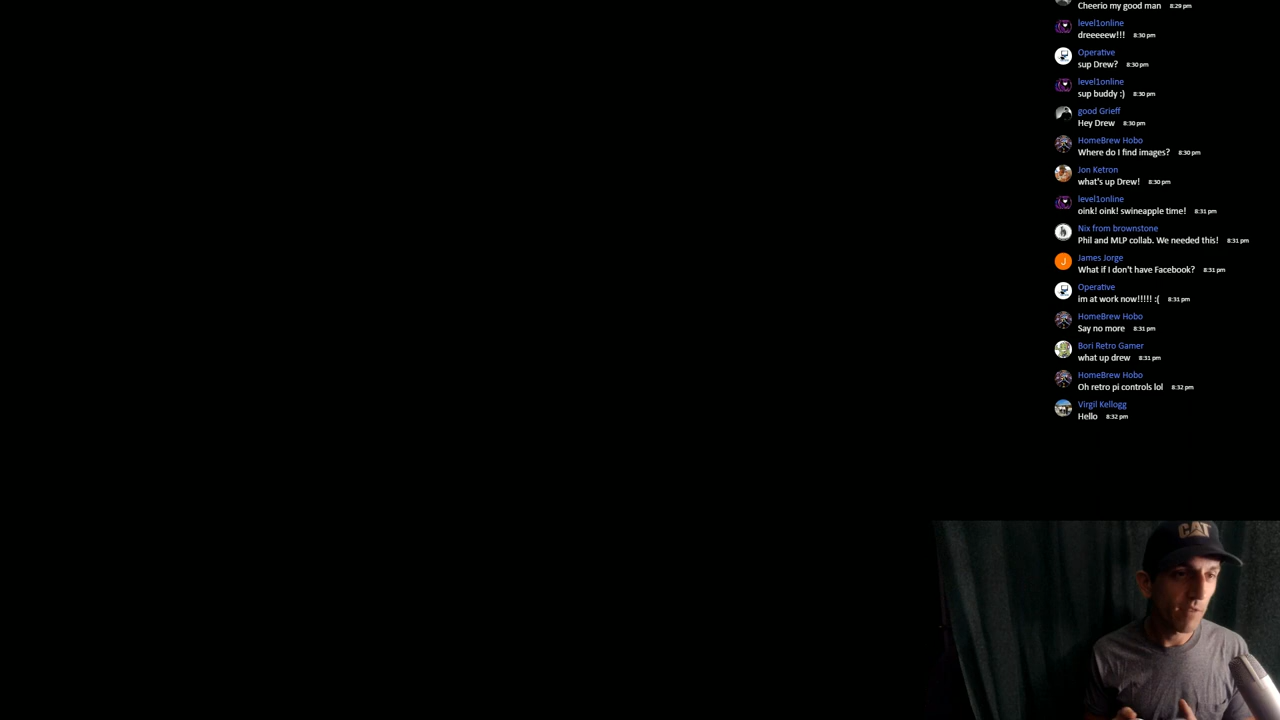 Cheerio my good man 8:29 pm
level1online
dreeeeew!!! 8:30 pm
Operative
sup Drew? 8:30 pm
level1online
sup buddy :) 8:30 pm
good Grieff
Hey Drew 8:30 pm
HomeBrew Hobo
Where do I find images? 8:30 pm
Jon Ketron
what's up Drew! 8:30 pm
level1online
oink! oink! swineapple time! 8:31 pm
Nix from brownstone
Phil and MLP collab. We needed this! 8:31 pm
J
James Jorge
What if I don't have Facebook? 8:31 pm
Operative
im at work now!!!!! :( 8:31 pm
HomeBrew Hobo
Say no more 8:31 pm
Bori Retro Gamer
what up drew 8:31 pm
HomeBrew Hobo
Oh retro pi controls lol 8:32 pm
Virgil Kellogg
Hello 8:32 pm
CAT